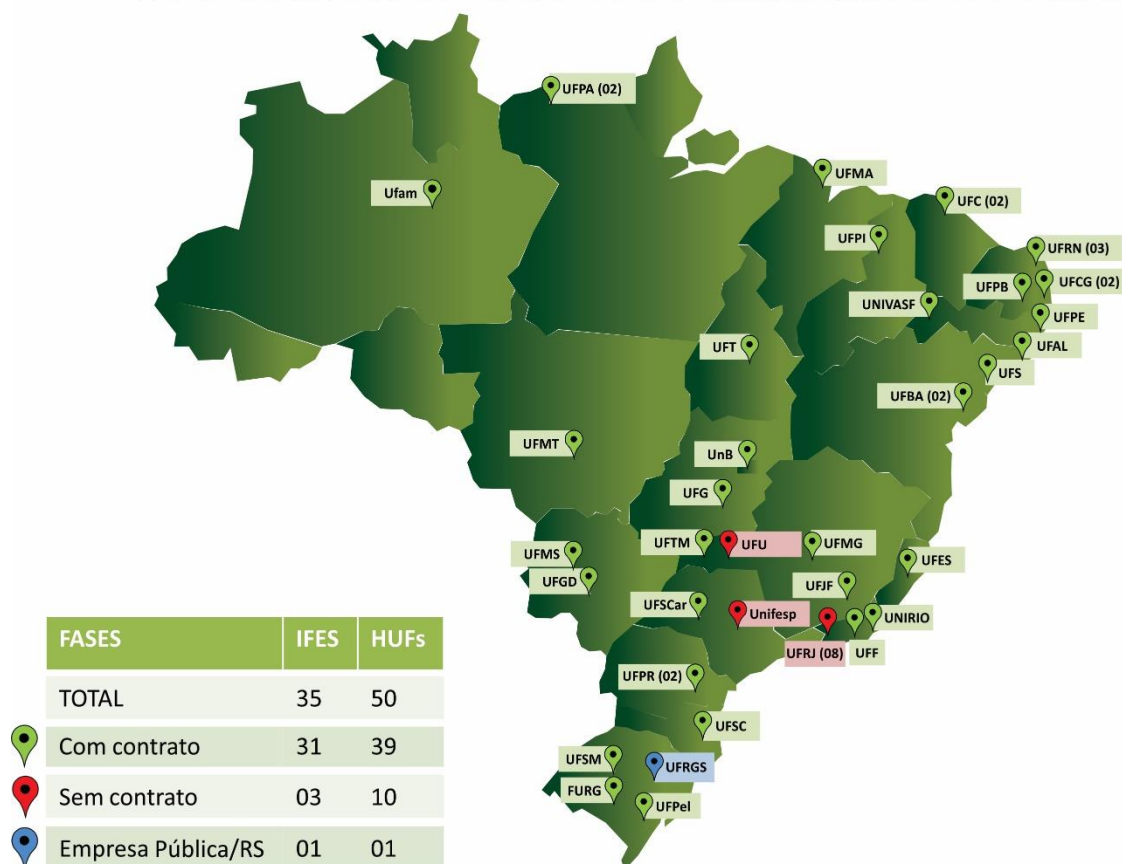 UFPA (02)
UFMA
Ufam
UFC (02)
UFPI
UFRN (03)
UFPB
UFCG (02)
UNIVASF
UFPE
UFT
UFAL
UFS
UFBA (02)
UFMT
UnB
UFG
UFTM
UFU
UFMG
UFMS
UFES
UFGD
UFJF
UFSCar
Unifesp
UNIRIO
UFRJ (08)
UFF
UFPR (02)
UFSC
UFSM
UFRGS
FURG
UFPel
FASES IFES HUFs
TOTAL 35 50
Com contrato 31 39
Sem contrato 03 10
Empresa Pública/RS 01 01